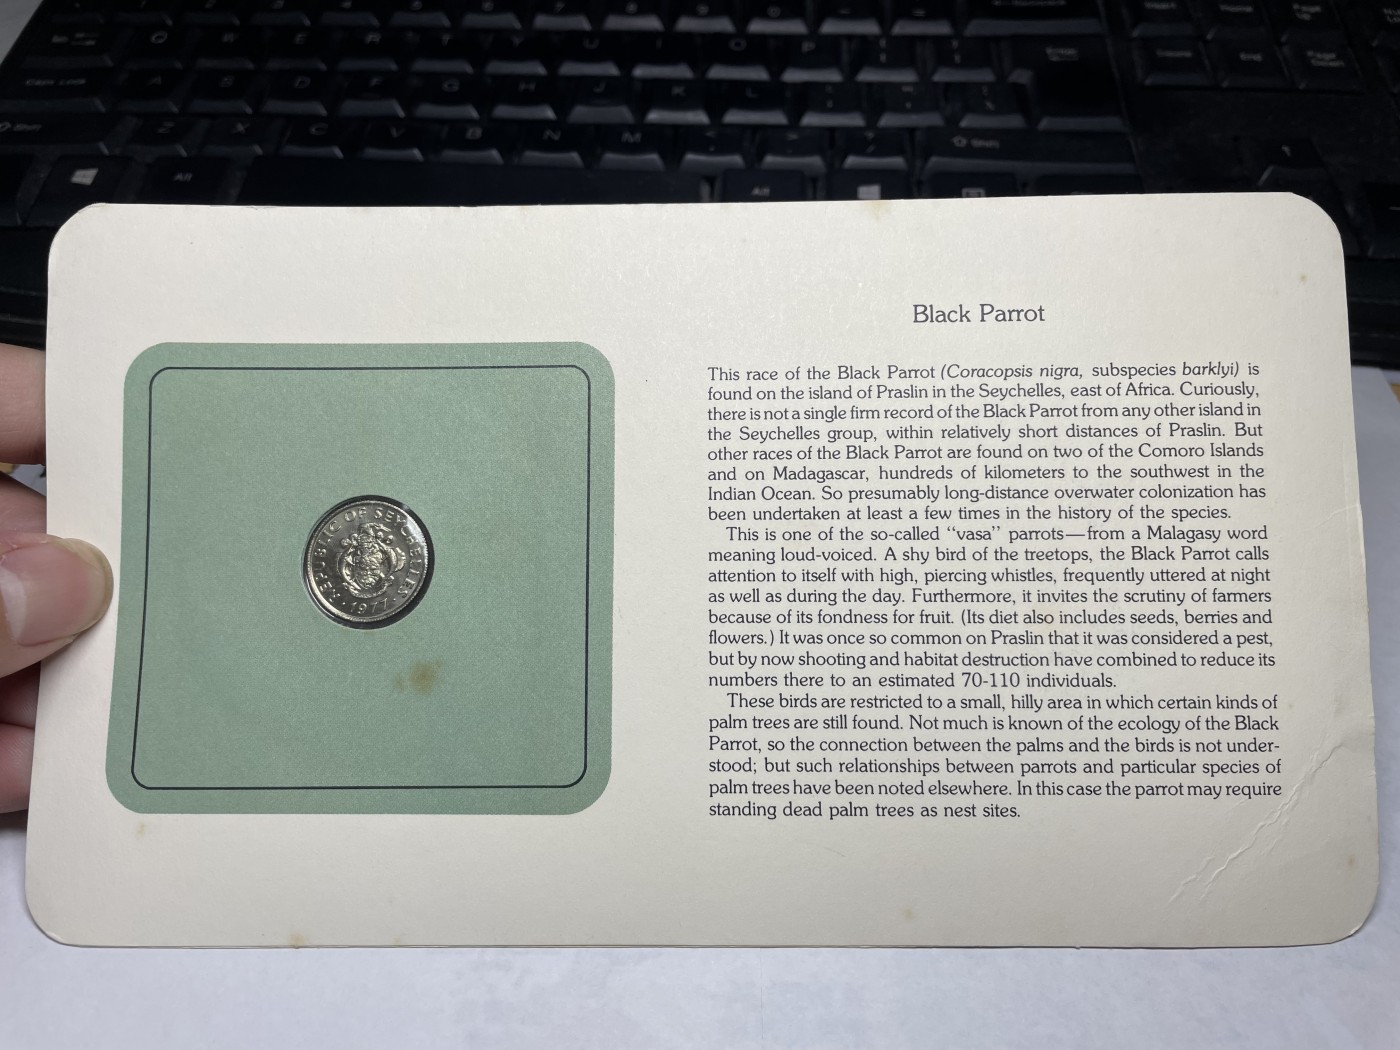 Q W E R T Y U I O P
A S D F G H J K L
Shift Z X C V B N M Shift
Alt Alt
Black Parrot
REPUBLIC OF SEYCHELLES
· 1977 ·
This race of the Black Parrot (Coracopsis nigra, subspecies barklyi) is
found on the island of Praslin in the Seychelles, east of Africa. Curiously,
there is not a single firm record of the Black Parrot from any other island in
the Seychelles group, within relatively short distances of Praslin. But
other races of the Black Parrot are found on two of the Comoro Islands
and on Madagascar, hundreds of kilometers to the southwest in the
Indian Ocean. So presumably long-distance overwater colonization has
been undertaken at least a few times in the history of the species.
This is one of the so-called “vasa” parrots—from a Malagasy word
meaning loud-voiced. A shy bird of the treetops, the Black Parrot calls
attention to itself with high, piercing whistles, frequently uttered at night
as well as during the day. Furthermore, it invites the scrutiny of farmers
because of its fondness for fruit. (Its diet also includes seeds, berries and
flowers.) It was once so common on Praslin that it was considered a pest,
but by now shooting and habitat destruction have combined to reduce its
numbers there to an estimated 70-110 individuals.
These birds are restricted to a small, hilly area in which certain kinds of
palm trees are still found. Not much is known of the ecology of the Black
Parrot, so the connection between the palms and the birds is not under-
stood; but such relationships between parrots and particular species of
palm trees have been noted elsewhere. In this case the parrot may require
standing dead palm trees as nest sites.